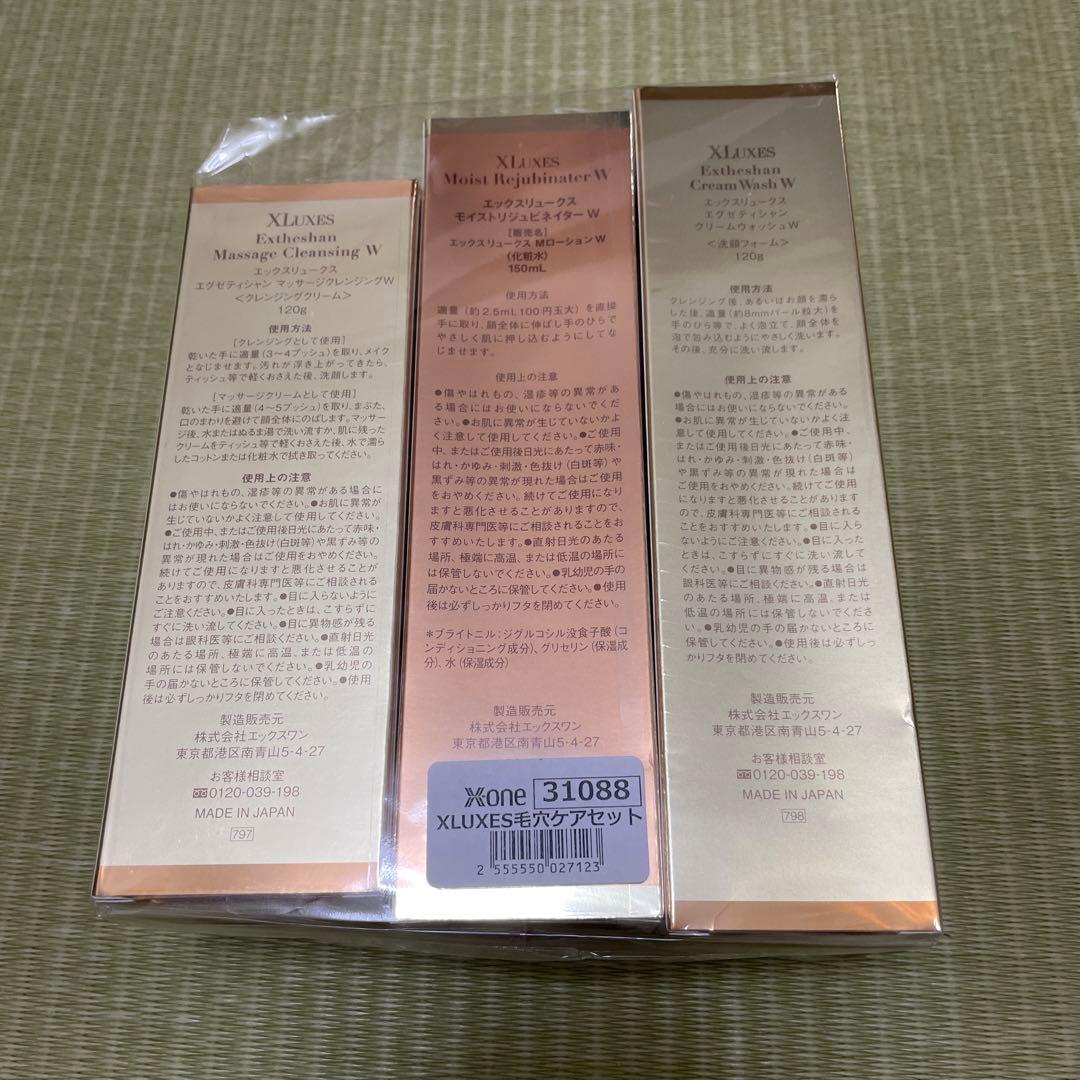 XLUXES
Extheshan
Massage Cleansing W
エックスリュークス
エグゼティシャン マッサージクレンジングW
<クレンジングクリーム>
120g
使用方法
[クレンジングとして使用]
乾いた手に適量(3〜4プッシュ)を取り、メイク
となじませます。汚れが浮き上がってきたら、
ティッシュ等で軽くおさえた後、洗顔します。
[マッサージクリームとして使用]
乾いた手に適量(4〜5プッシュ)を取り、まぶた、
口のまわりを避けて顔全体にのばします。マッサー
ジ後、水またはぬるま湯で洗い流すか、肌に残った
クリームをティッシュ等で軽くおさえた後、水で濡ら
したコットンまたは化粧水で拭き取ってください。
使用上の注意
●傷やはれもの、湿疹等の異常がある場合に
はお使いにならないでください。●お肌に異常が
生じていないかよく注意して使用してください。
●ご使用中、またはご使用後日光にあたって赤味・
はれ・かゆみ・刺激・色抜け(白斑等)や黒ずみ等の
異常が現れた場合はご使用をおやめください。
続けてご使用になりますと悪化させることが
ありますので、皮膚科専門医等にご相談される
ことをおすすめいたします。●目に入らないように
ご注意ください。●目に入ったときは、こすらずに
すぐに洗い流してください。●目に異物感が残る
場合は眼科医等にご相談ください。●直射日光
のあたる場所、極端に高温、または低温の
場所には保管しないでください。●乳幼児の
手の届かないところに保管してください。●使用
後は必ずしっかりフタを閉めてください。
製造販売元
株式会社エックスワン
東京都港区南青山5-4-27
お客様相談室
0120-039-198
MADE IN JAPAN
797
XLUXES
Moist Rejubinater W
エックスリュークス
モイストリジュビネイターW
[販売名]
エックスリュークス MローションW
(化粧水)
150mL
使用方法
適量(約2.5mL100円玉大)を直接
手に取り、顔全体に伸ばし手のひらで
やさしく肌に押し込むようにしてな
じませます。
使用上の注意
●傷やはれもの、湿疹等の異常があ
る場合にはお使いにならないでくだ
さい。●お肌に異常が生じていないかよ
く注意して使用してください。●ご使用
中、またはご使用後日光にあたって赤味・
はれ・かゆみ・刺激・色抜け(白斑等)や
黒ずみ等の異常が現れた場合はご使用
をおやめください。続けてご使用になり
ますと悪化させることがありますので、
皮膚科専門医等にご相談されることをお
すすめいたします。●直射日光のあたる
場所、極端に高温、または低温の場所に
は保管しないでください。●乳幼児の手の
届かないところに保管してください。●使用
後は必ずしっかりフタを閉めてください。
*ブライトニル:ジグルコシル没食子酸(コ
ンディショニング成分)、グリセリン(保湿成
分)、水(保湿成分)
製造販売元
株式会社エックスワン
東京都港区南青山5-4-27
X-one 31088
XLUXES毛穴ケアセット
2 555550 027123
XLUXES
Extheshan
Cream Wash W
エックスリュークス
エグゼティシャン
クリームウォッシュW
<洗顔フォーム>
120g
使用方法
クレンジング後、あるいはお顔を濡ら
した後、適量(約8mmパール粒大)を
手のひら等で、よく泡立て、顔全体を
泡で包み込むようにやさしく洗います。
その後、充分に洗い流します。
使用上の注意
●傷やはれもの、湿疹等の異常がある
場合にはお使いにならないでください。
●お肌に異常が生じていないかよく注
意して使用してください。●ご使用中、
またはご使用後日光にあたって赤味・
はれ・かゆみ・刺激・色抜け(白斑等)
や黒ずみ等の異常が現れた場合はご
使用をおやめください。続けてご使用
になりますと悪化させることがあります
ので、皮膚科専門医等にご相談される
ことをおすすめいたします。●目に入ら
ないようにご注意ください。●目に入っ
たときは、こすらずにすぐに洗い流して
ください。●目に異物感が残る場合は
眼科医等にご相談ください。●直射日光
のあたる場所、極端に高温、または
低温の場所には保管しないでください。
●乳幼児の手の届かないところに
保管してください。●使用後は必ずしっ
かりフタを閉めてください。
製造販売元
株式会社エックスワン
東京都港区南青山5-4-27
お客様相談室
0120-039-198
MADE IN JAPAN
798